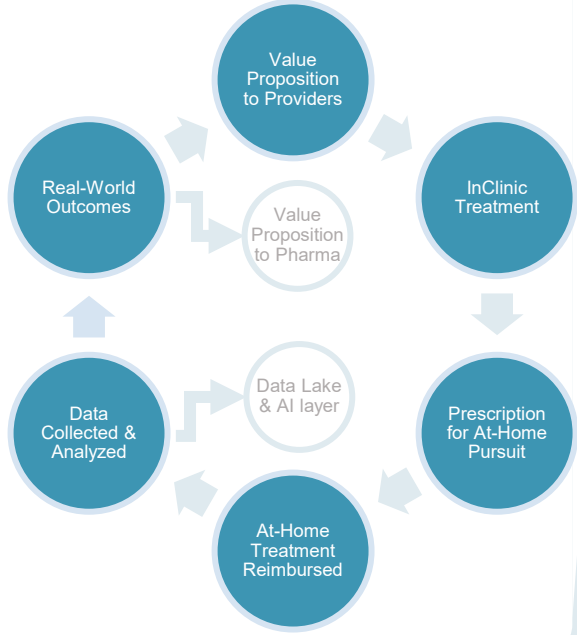 Value
Proposition
to Providers
Real-World
Outcomes
InClinic
Treatment
Value
Proposition
to Pharma
Data Lake
& AI layer
Data
Collected &
Analyzed
Prescription
for At-Home
Pursuit
At-Home
Treatment
Reimbursed